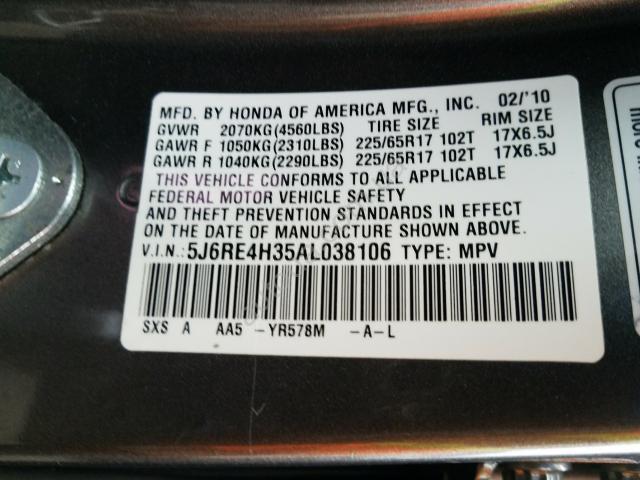 MFD. BY HONDA OF AMERICA MFG., INC. 02/'10
GVWR 2070KG(4560LBS) TIRE SIZE RIM SIZE
GAWR F 1050KG(2310LBS) 225/65R17 102T 17X6.5J
GAWR R 1040KG(2290LBS) 225/65R17 102T 17X6.5J
THIS VEHICLE CONFORMS TO ALL APPLICABLE
FEDERAL MOTOR VEHICLE SAFETY
AND THEFT PREVENTION STANDARDS IN EFFECT
ON THE DATE OF MANUFACTURE SHOWN ABOVE.
V.I.N.: 5J6RE4H35AL038106 TYPE: MPV
SXS A AA5 -YR578M -A-L